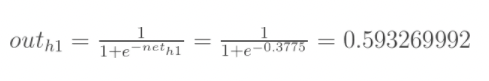 out_{h1} = \frac{1}{1+e^{-net_{h1}}} = \frac{1}{1+e^{-0.3775}} = 0.593269992